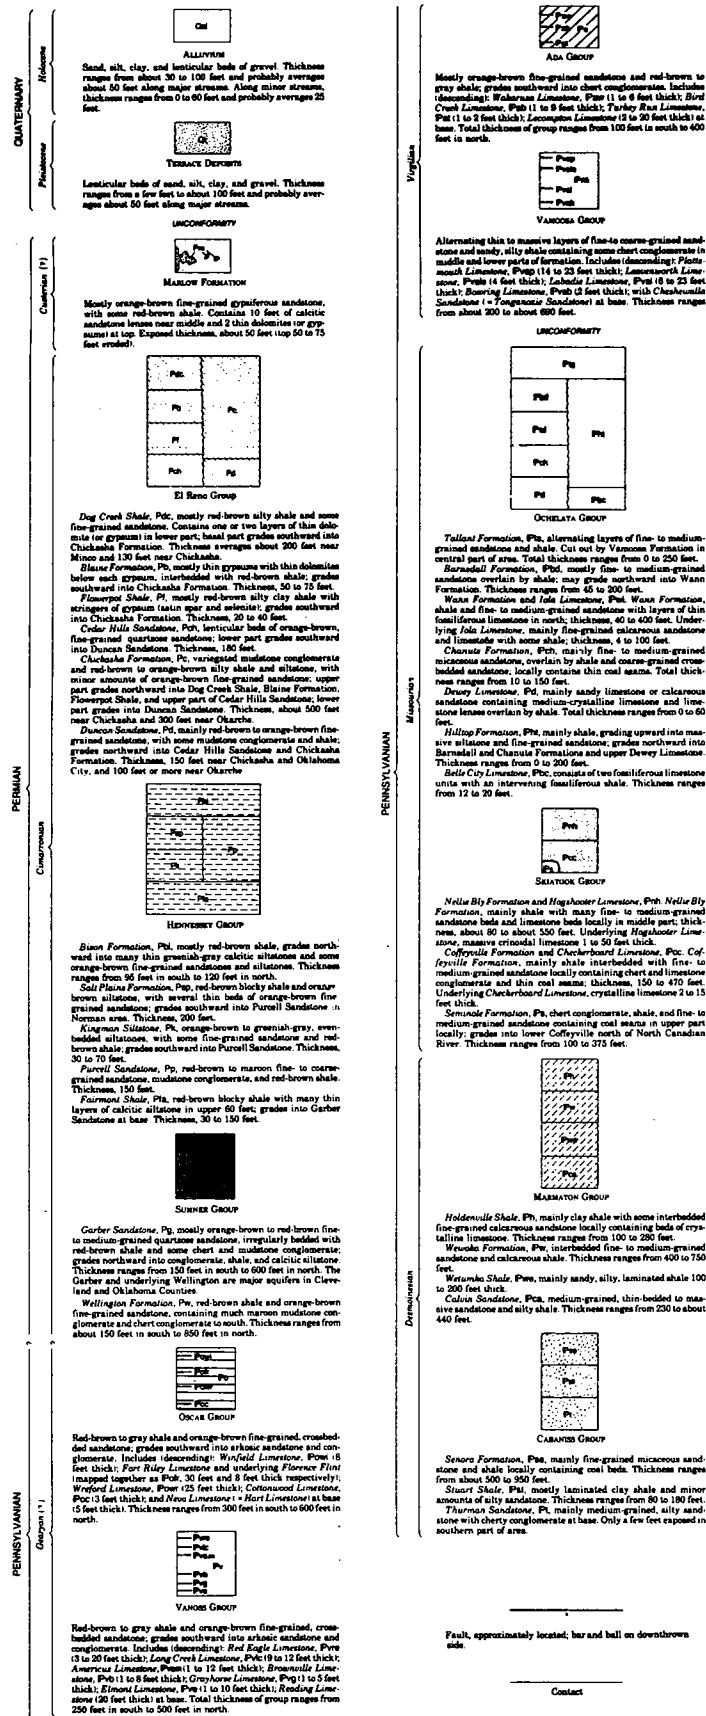 QUATERNARY
Holocene
Qal
ALLUVIUM
Sand, silt, clay, and lenticular beds of gravel. Thickness
ranges from about 30 to 100 feet and probably averages
about 50 feet along major streams. Along minor streams,
thickness ranges from 0 to 60 feet and probably averages 25
feet.
Pleistocene
Qt
TERRACE DEPOSITS
Lenticular beds of sand, silt, clay, and gravel. Thickness
ranges from a few feet to about 100 feet and probably aver-
ages about 50 feet along major streams.
UNCONFORMITY
PERMIAN
Custerian (?)
Pm
MARLOW FORMATION
Mostly orange-brown fine-grained gypsiferous sandstone,
with some red-brown shale. Contains 10 feet of calcitic
sandstone lenses near middle and 2 thin dolomites (or gyp-
sums) at top. Exposed thickness, about 50 feet (top 50 to 75
feet eroded).
Cimarronian
Pdc
Pb
Pc
Pf
Pch
Pd
El Reno Group
Dog Creek Shale, Pdc, mostly red-brown silty shale and some
fine-grained sandstone. Contains one or two layers of thin dolo-
mite (or gypsum) in lower part; basal part grades southward into
Chickasha Formation. Thickness averages about 200 feet near
Minco and 130 feet near Chickasha.
Blaine Formation, Pb, mostly thin gypsums with thin dolomites
below each gypsum, interbedded with red-brown shale; grades
southward into Chickasha Formation. Thickness, 50 to 75 feet.
Flowerpot Shale, Pf, mostly red-brown silty clay shale with
stringers of gypsum (satin spar and selenite); grades southward
into Chickasha Formation. Thickness, 20 to 40 feet.
Cedar Hills Sandstone, Pch, lenticular beds of orange-brown,
fine-grained quartzose sandstone; lower part grades southward
into Duncan Sandstone. Thickness, 180 feet.
Chickasha Formation, Pc, variegated mudstone conglomerate
and red-brown to orange-brown silty shale and siltstone, with
minor amounts of orange-brown fine-grained sandstone; upper
part grades northward into Dog Creek Shale, Blaine Formation,
Flowerpot Shale, and upper part of Cedar Hills Sandstone; lower
part grades into Duncan Sandstone. Thickness, about 500 feet
near Chickasha and 300 feet near Okarche.
Duncan Sandstone, Pd, mainly red-brown to orange-brown fine-
grained sandstone, with some mudstone conglomerate and shale;
grades northward into Cedar Hills Sandstone and Chickasha
Formation. Thickness, 150 feet near Chickasha and Oklahoma
City, and 100 feet or more near Okarche
HENNESSEY GROUP
Bison Formation, Pbi, mostly red-brown shale, grades north-
ward into many thin greenish-gray calcitic siltstones and some
orange-brown fine-grained sandstones and siltstones. Thickness
ranges from 95 feet in south to 120 feet in north.
Salt Plains Formation, Psp, red-brown blocky shale and orange-
brown siltstone, with several thin beds of orange-brown fine-
grained sandstone; grades southward into Purcell Sandstone in
Norman area. Thickness, 200 feet.
Kingman Siltstone, Pk, orange-brown to greenish-gray, even-
bedded siltstones, with some fine-grained sandstone and red-
brown shale; grades southward into Purcell Sandstone. Thickness,
30 to 70 feet.
Purcell Sandstone, Pp, red-brown to maroon fine- to coarse-
grained sandstone, mudstone conglomerate, and red-brown shale.
Thickness, 150 feet.
Fairmont Shale, Pfa, red-brown blocky shale with many thin
layers of calcitic siltstone in upper 60 feet; grades into Garber
Sandstone at base. Thickness, 30 to 150 feet.
SUMNER GROUP
Garber Sandstone, Pg, mostly orange-brown to red-brown fine-
to medium-grained quartzose sandstone, irregularly bedded with
red-brown shale and some chert and mudstone conglomerate;
grades northward into conglomerate, shale, and calcitic siltstone.
Thickness ranges from 150 feet in south to 600 feet in north. The
Garber and underlying Wellington are major aquifers in Cleve-
land and Oklahoma Counties.
Wellington Formation, Pw, red-brown shale and orange-brown
fine-grained sandstone, containing much maroon mudstone con-
glomerate and chert conglomerate to south. Thickness ranges from
about 150 feet in south to 850 feet in north.
PENNSYLVANIAN
Gearyan (?)
OSCAR GROUP
Red-brown to gray shale and orange-brown fine-grained, crossbed-
ded sandstone; grades southward into arkosic sandstone and con-
glomerate. Includes (descending): Winfield Limestone, Powi (8
feet thick); Fort Riley Limestone and underlying Florence Flint
(mapped together as Pofr, 30 feet and 8 feet thick respectively);
Wreford Limestone, Powr (25 feet thick); Cottonwood Limestone,
Poc (3 feet thick); and Neva Limestone (= Hart Limestone) at base
(5 feet thick). Thickness ranges from 300 feet in south to 600 feet in
north.
VANOSS GROUP
Red-brown to gray shale and orange-brown fine-grained, cross-
bedded sandstone; grades southward into arkosic sandstone and
conglomerate. Includes (descending): Red Eagle Limestone, Pvre
(3 to 20 feet thick); Long Creek Limestone, Pvlc (9 to 12 feet thick);
Americus Limestone, Pvam (1 to 12 feet thick); Brownville Lime-
stone, Pvb (1 to 8 feet thick); Grayhorse Limestone, Pvg (1 to 5 feet
thick); Elmont Limestone, Pve (1 to 10 feet thick); Reading Lime-
stone (20 feet thick) at base. Total thickness of group ranges from
250 feet in south to 500 feet in north.
PENNSYLVANIAN
Virgilian
ADA GROUP
Mostly orange-brown fine-grained sandstone and red-brown to
gray shale; grades southward into chert conglomerates. Includes
(descending): Wakarusa Limestone, Paw (1 to 6 feet thick); Bird
Creek Limestone, Pab (1 to 9 feet thick); Turkey Run Limestone,
Pat (1 to 2 feet thick); Lecompton Limestone (2 to 20 feet thick) at
base. Total thickness of group ranges from 100 feet in south to 400
feet in north.
VAMOOSA GROUP
Alternating thin to massive layers of fine-to coarse-grained sand-
stone and sandy, silty shale containing some chert conglomerate in
middle and lower parts of formation. Includes (descending): Platts-
mouth Limestone, Pvap (14 to 23 feet thick); Leavenworth Lime-
stone, Pvale (4 feet thick); Labadie Limestone, Pval (6 to 23 feet
thick); Bowring Limestone, Pvab (2 feet thick); with Cheshewalla
Sandstone (= Tonganoxie Sandstone) at base. Thickness ranges
from about 200 to about 690 feet.
UNCONFORMITY
Missourian
Pta
Pbd
Pwi
Pht
Pch
Pd
Pbc
OCHELATA GROUP
Tallant Formation, Pta, alternating layers of fine- to medium-
grained sandstone and shale. Cut out by Vamoosa Formation in
central part of area. Total thickness ranges from 0 to 250 feet.
Barnsdall Formation, Pbd, mostly fine- to medium-grained
sandstone overlain by shale; may grade northward into Wann
Formation. Thickness ranges from 45 to 200 feet.
Wann Formation and Iola Limestone, Pwi. Wann Formation,
shale and fine- to medium-grained sandstone with layers of thin
fossiliferous limestone in north; thickness, 40 to 400 feet. Under-
lying Iola Limestone, mainly fine-grained calcareous sandstone
and limestone with some shale; thickness, 4 to 100 feet.
Chanute Formation, Pch, mainly fine- to medium-grained
micaceous sandstone, overlain by shale and coarse-grained cross-
bedded sandstone; locally contains thin coal seams. Total thick-
ness ranges from 10 to 150 feet.
Dewey Limestone, Pd, mainly sandy limestone or calcareous
sandstone containing medium-crystalline limestone and lime-
stone lenses overlain by shale. Total thickness ranges from 0 to 60
feet.
Hilltop Formation, Pht, mainly shale, grading upward into mas-
sive siltstone and fine-grained sandstone; grades northward into
Barnsdall and Chanute Formations and upper Dewey Limestone.
Thickness ranges from 0 to 200 feet.
Belle City Limestone, Pbc, consists of two fossiliferous limestone
units with an intervening fossiliferous shale. Thickness ranges
from 12 to 20 feet.
Pnh
Pcc
Ps
SKIATOOK GROUP
Nellie Bly Formation and Hogshooter Limestone, Pnh. Nellie Bly
Formation, mainly shale with many fine- to medium-grained
sandstone beds and limestone beds locally in middle part; thick-
ness, about 80 to about 550 feet. Underlying Hogshooter Lime-
stone, massive crinoidal limestone 1 to 50 feet thick.
Coffeyville Formation and Checkerboard Limestone, Pcc. Cof-
feyville Formation, mainly shale interbedded with fine- to
medium-grained sandstone locally containing chert and limestone
conglomerate and thin coal seams; thickness, 150 to 470 feet.
Underlying Checkerboard Limestone, crystalline limestone 2 to 15
feet thick.
Seminole Formation, Ps, chert conglomerate, shale, and fine- to
medium-grained sandstone containing coal seams in upper part
locally; grades into lower Coffeyville north of North Canadian
River. Thickness ranges from 100 to 375 feet.
Desmoinesian
MARMATON GROUP
Holdenville Shale, Ph, mainly clay shale with some interbedded
fine-grained calcareous sandstone locally containing beds of crys-
talline limestone. Thickness ranges from 100 to 280 feet.
Wewoka Formation, Pw, interbedded fine- to medium-grained
sandstone and calcareous shale. Thickness ranges from 400 to 750
feet.
Wetumka Shale, Pwe, mainly sandy, silty, laminated shale 100
to 200 feet thick.
Calvin Sandstone, Pca, medium-grained, thin-bedded to mas-
sive sandstone and silty shale. Thickness ranges from 230 to about
440 feet.
CABANISS GROUP
Senora Formation, Pse, mainly fine-grained micaceous sand-
stone and shale locally containing coal beds. Thickness ranges
from about 500 to 950 feet.
Stuart Shale, Pst, mostly laminated clay shale and minor
amounts of silty sandstone. Thickness ranges from 80 to 180 feet.
Thurman Sandstone, Pt, mainly medium-grained, silty sand-
stone with cherty conglomerate at base. Only a few feet exposed in
southern part of area.
Fault, approximately located; bar and ball on downthrown
side.
Contact